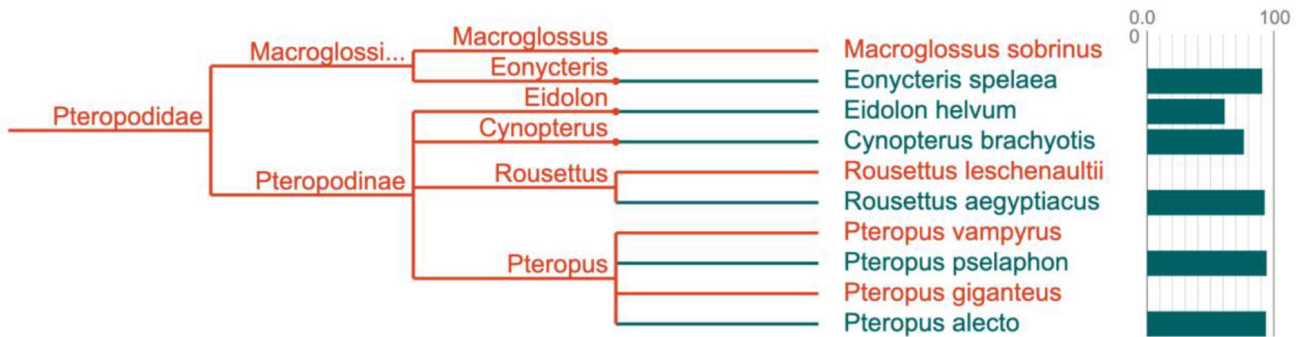 0.0 100
0
Macroglossus
Macroglossus sobrinus
Macroglossi...
Eonycteris
Eonycteris spelaea
Eidolon
Eidolon helvum
Pteropodidae
Cynopterus
Cynopterus brachyotis
Rousettus
Rousettus leschenaultii
Pteropodinae
Rousettus aegyptiacus
Pteropus vampyrus
Pteropus
Pteropus pselaphon
Pteropus giganteus
Pteropus alecto